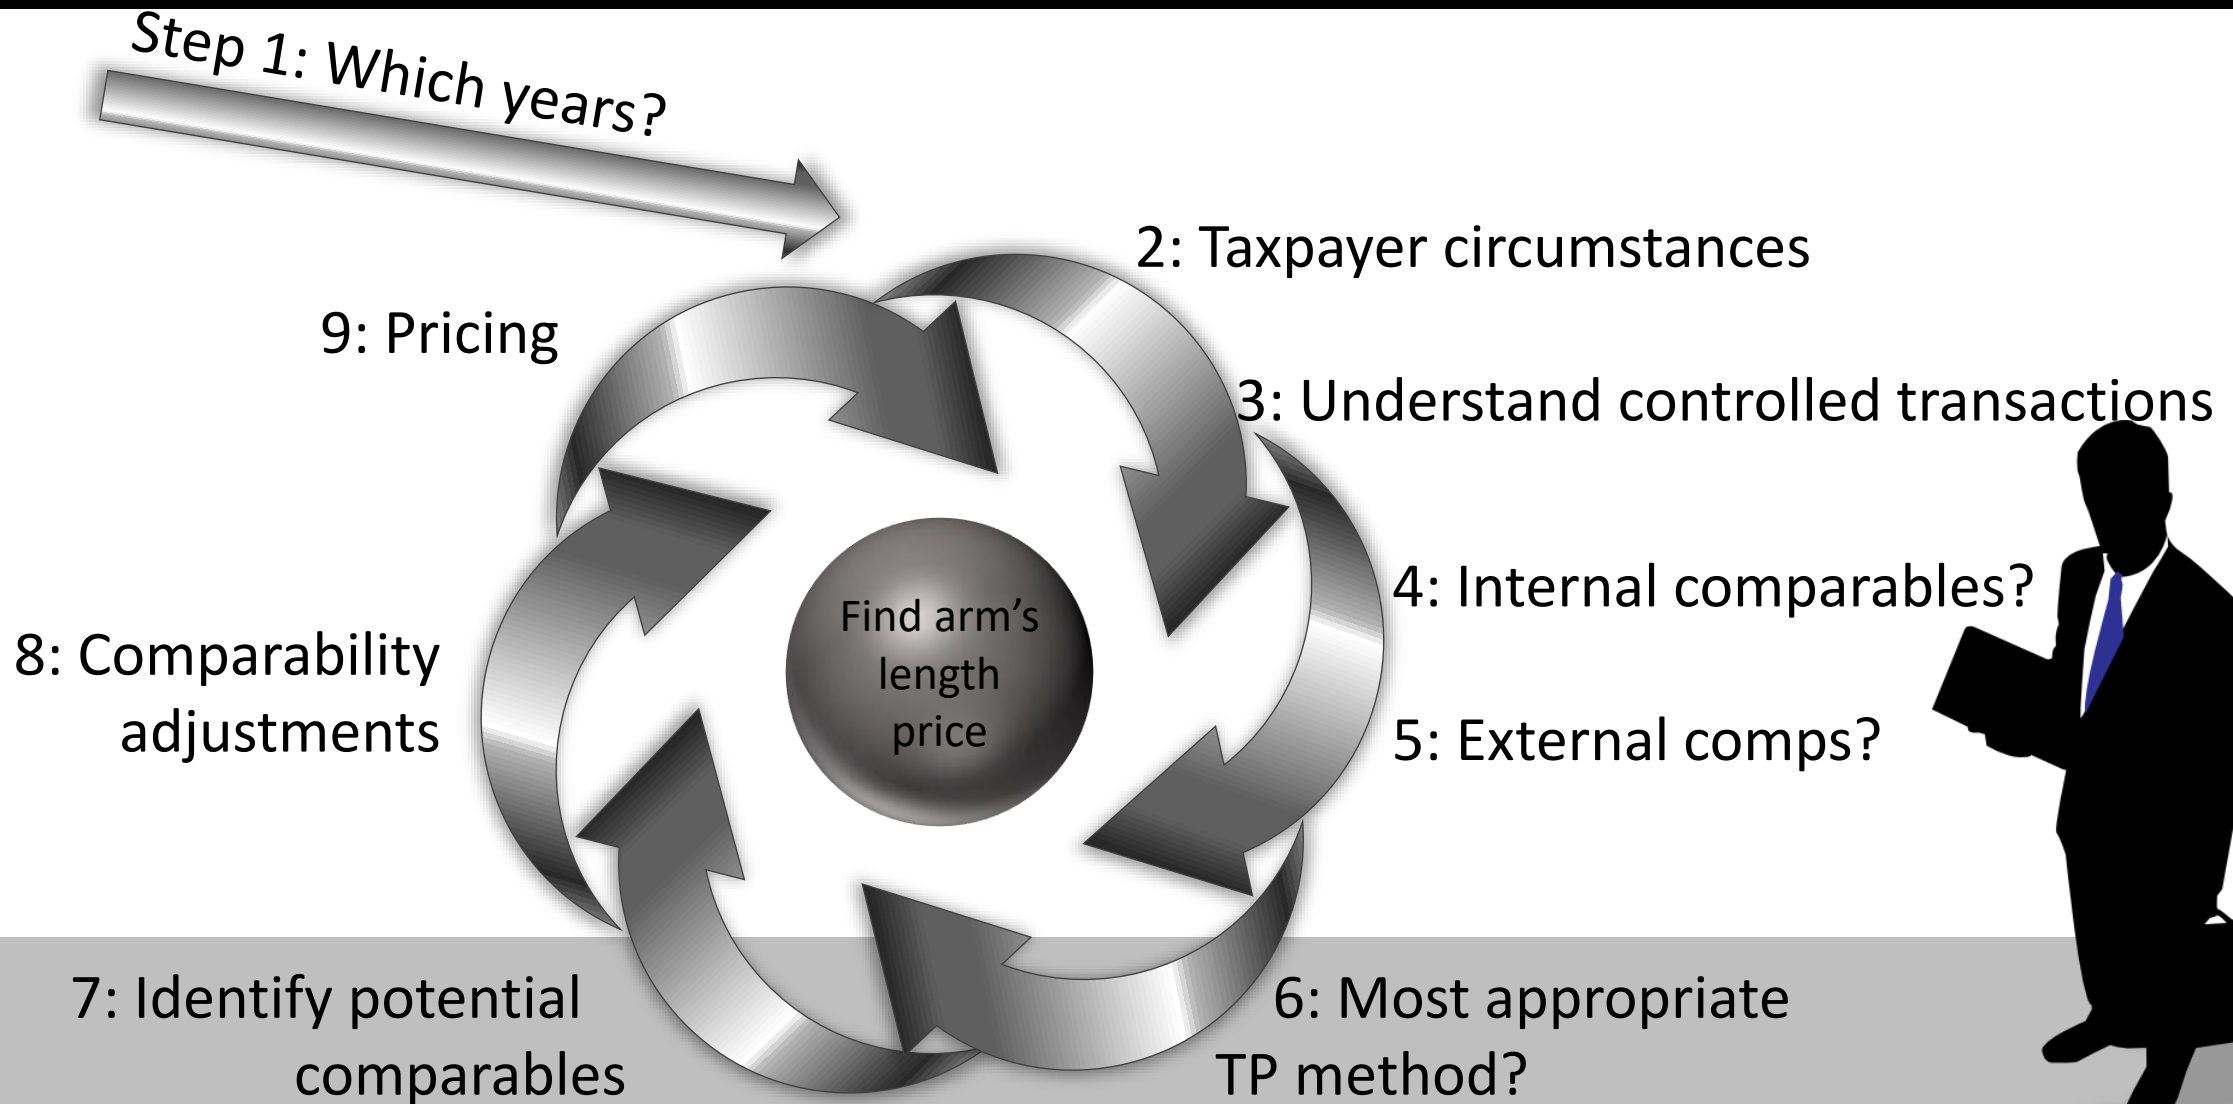 Step 1: Which years?
2: Taxpayer circumstances
3: Understand controlled transactions
4: Internal comparables?
5: External comps?
6: Most appropriate
TP method?
7: Identify potential
comparables
8: Comparability
adjustments
9: Pricing
Find arm’s
length
price